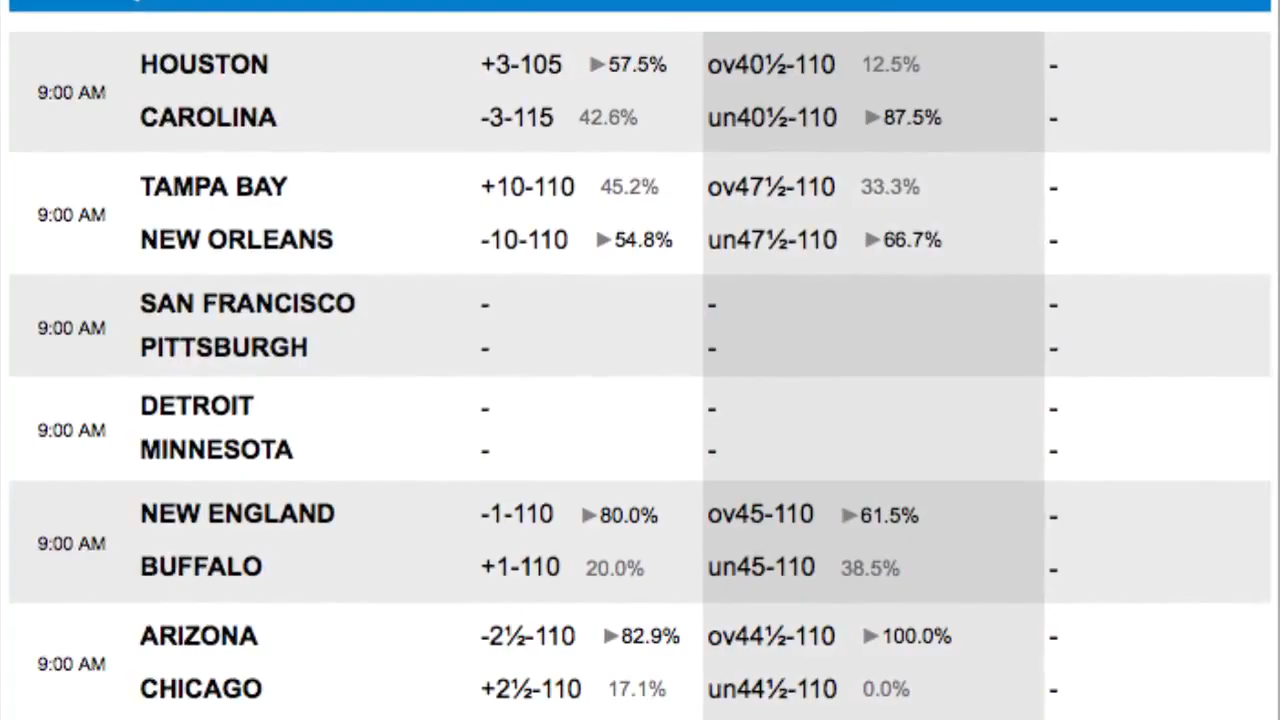 HOUSTON +3-105 ▶57.5% ov40½-110 12.5% -
9:00 AM
CAROLINA -3-115 42.6% un40½-110 ▶87.5% -
TAMPA BAY +10-110 45.2% ov47½-110 33.3% -
9:00 AM
NEW ORLEANS -10-110 ▶54.8% un47½-110 ▶66.7% -
SAN FRANCISCO - - -
9:00 AM
PITTSBURGH - - -
DETROIT - - -
9:00 AM
MINNESOTA - - -
NEW ENGLAND -1-110 ▶80.0% ov45-110 ▶61.5% -
9:00 AM
BUFFALO +1-110 20.0% un45-110 38.5% -
ARIZONA -2½-110 ▶82.9% ov44½-110 ▶100.0% -
9:00 AM
CHICAGO +2½-110 17.1% un44½-110 0.0% -